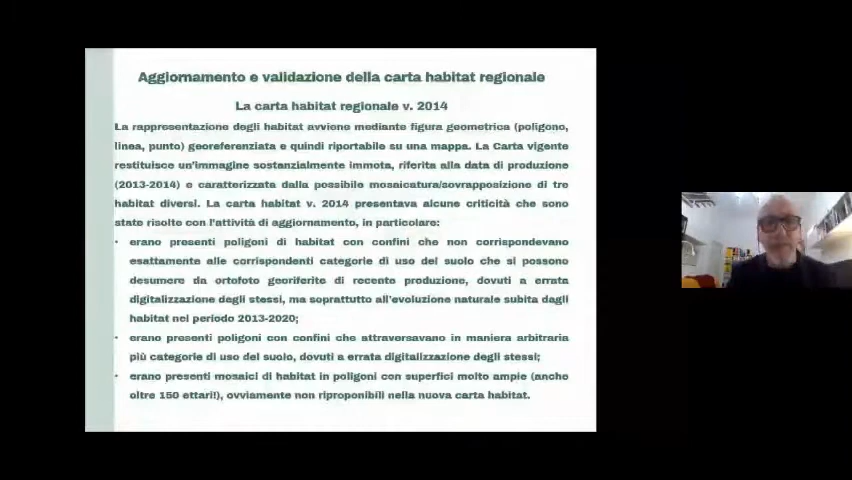 Aggiornamento e validazione della carta habitat regionale
La carta habitat regionale v. 2014
La rappresentazione degli habitat avviene mediante figura geometrica (poligono,
linea, punto) georeferenziata e quindi riportabile su una mappa. La Carta vigente
restituisce un'immagine sostanzialmente immota, riferita alla data di produzione
(2013-2014) e caratterizzata dalla possibile mosaicatura/sovrapposizione di tre
habitat diversi. La carta habitat v. 2014 presentava alcune criticità che sono
state risolte con l'attività di aggiornamento, in particolare:
• erano presenti poligoni di habitat con confini che non corrispondevano
esattamente alle corrispondenti categorie di uso del suolo che si possono
desumere da ortofoto georiferite di recente produzione, dovuti a errata
digitalizzazione degli stessi, ma soprattutto all'evoluzione naturale subita dagli
habitat nel periodo 2013-2020;
• erano presenti poligoni con confini che attraversavano in maniera arbitraria
più categorie di uso del suolo, dovuti a errata digitalizzazione degli stessi;
• erano presenti mosaici di habitat in poligoni con superfici molto ampie (anche
oltre 150 ettari!), ovviamente non riproponibili nella nuova carta habitat.